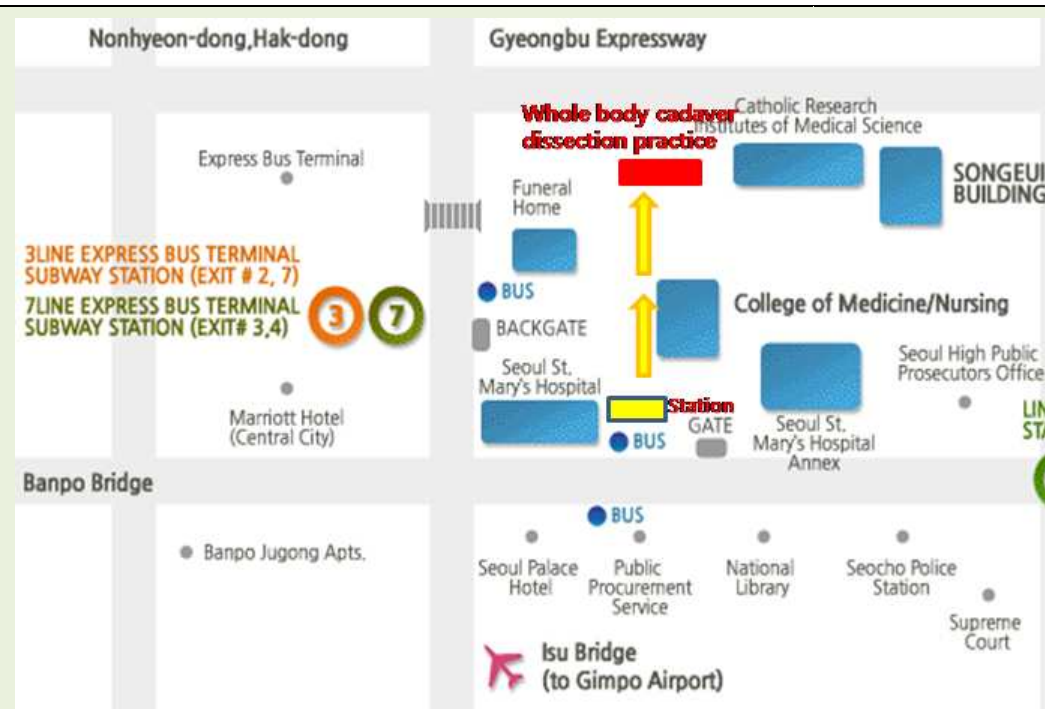 Nonhyeon-dong,Hak-dong
Gyeongbu Expressway
Whole body cadaver
dissection practice
Catholic Research
Institutes of Medical Science
SONGEUI
BUILDING
Express Bus Terminal
Funeral
Home
3LINE EXPRESS BUS TERMINAL
SUBWAY STATION (EXIT # 2, 7)
7LINE EXPRESS BUS TERMINAL
SUBWAY STATION (EXIT# 3,4)
3
7
BUS
BACKGATE
College of Medicine/Nursing
Seoul St.
Mary's Hospital
Seoul High Public
Prosecutors Office
Marriott Hotel
(Central City)
Station
BUS
GATE
Seoul St.
Mary's Hospital
Annex
LIN
STA
Banpo Bridge
BUS
Banpo Jugong Apts.
Seoul Palace
Hotel
Public
Procurement
Service
National
Library
Seocho Police
Station
Supreme
Court
Isu Bridge
(to Gimpo Airport)